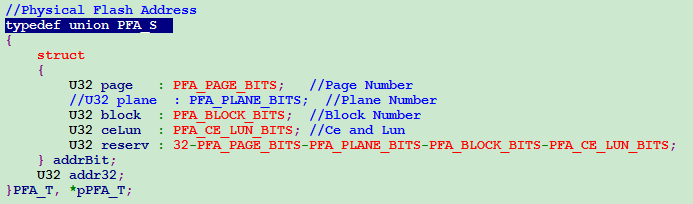 //Physical Flash Address
typedef union PFA_S
{
    struct
    {
        U32 page   : PFA_PAGE_BITS;   //Page Number
        //U32 plane  : PFA_PLANE_BITS;  //Plane Number
        U32 block  : PFA_BLOCK_BITS;  //Block Number
        U32 ceLun  : PFA_CE_LUN_BITS; //Ce and Lun
        U32 reserv : 32-PFA_PAGE_BITS-PFA_PLANE_BITS-PFA_BLOCK_BITS-PFA_CE_LUN_BITS;
    } addrBit;
    U32 addr32;
}PFA_T, *pPFA_T;